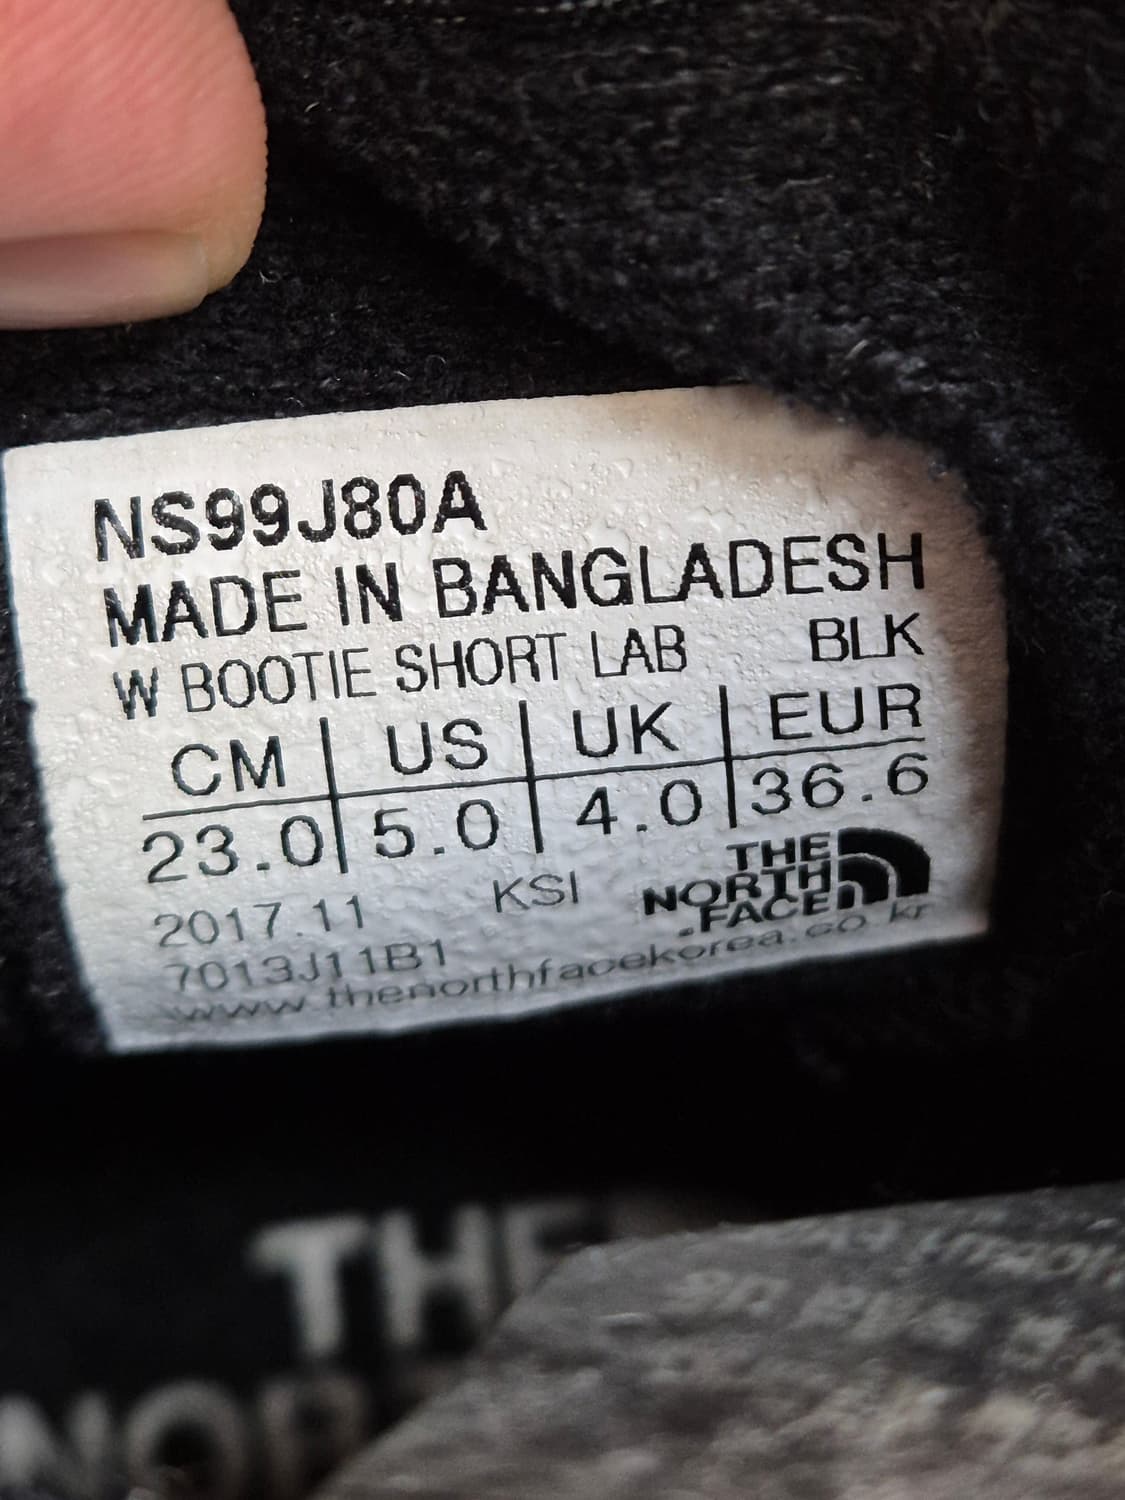 NS99J80A
MADE IN BANGLADESH
W BOOTIE SHORT LAB BLK
CM US UK EUR
23.0 5.0 4.0 36.6
2017.11 KSI
7013J11B1
THE
NORTH
FACE
www.thenorthfacekorea.co.kr
THE
NOR